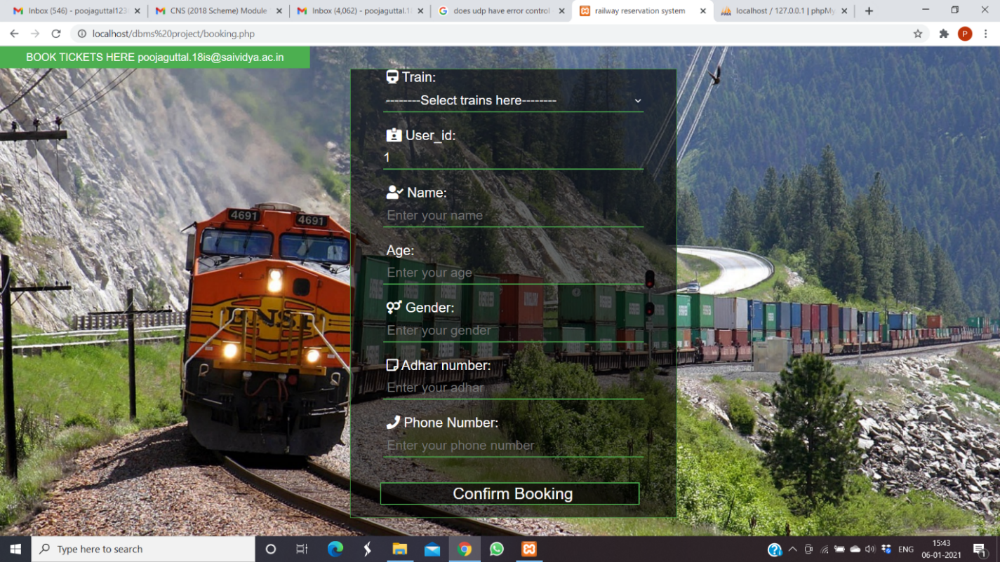 Inbox (546) - poojaguttal123
CNS (2018 Scheme) Module
Inbox (4,062) - poojaguttal.1
does udp have error control
railway reservation system
localhost / 127.0.0.1 | phpMy
localhost/dbms%20project/booking.php
P
BOOK TICKETS HERE poojaguttal.18is@saividya.ac.in
Train:
--------Select trains here--------
User_id:
1
Name:
Enter your name
Age:
Enter your age
Gender:
Enter your gender
Adhar number:
Enter your adhar
Phone Number:
Enter your phone number
Confirm Booking
4691
4691
BNSF
Type here to search
ENG
15:43
06-01-2021
1